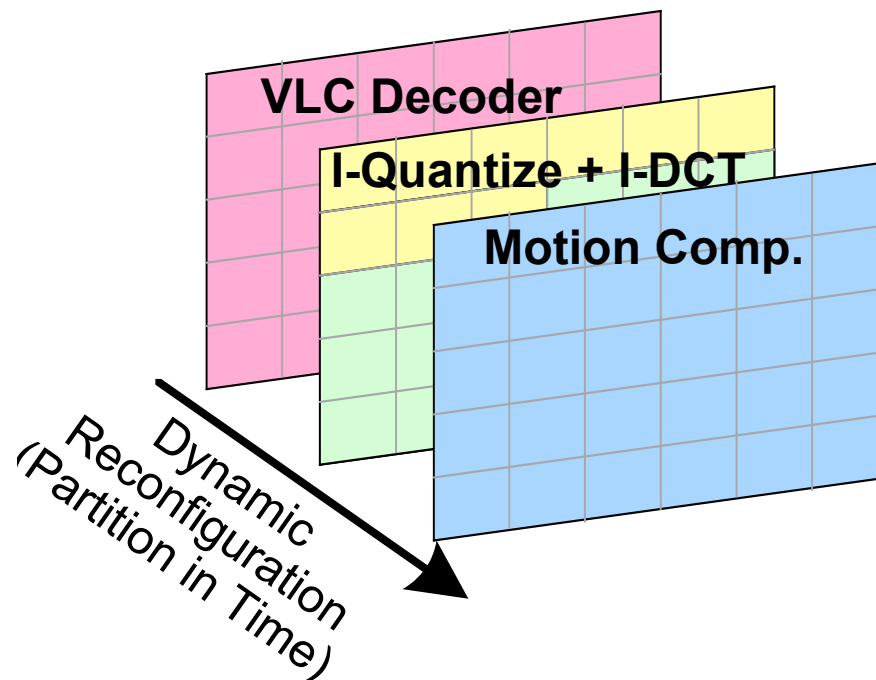 VLC Decoder
I-Quantize + I-DCT
Motion Comp.
Dynamic
Reconfiguration
(Partition in Time)